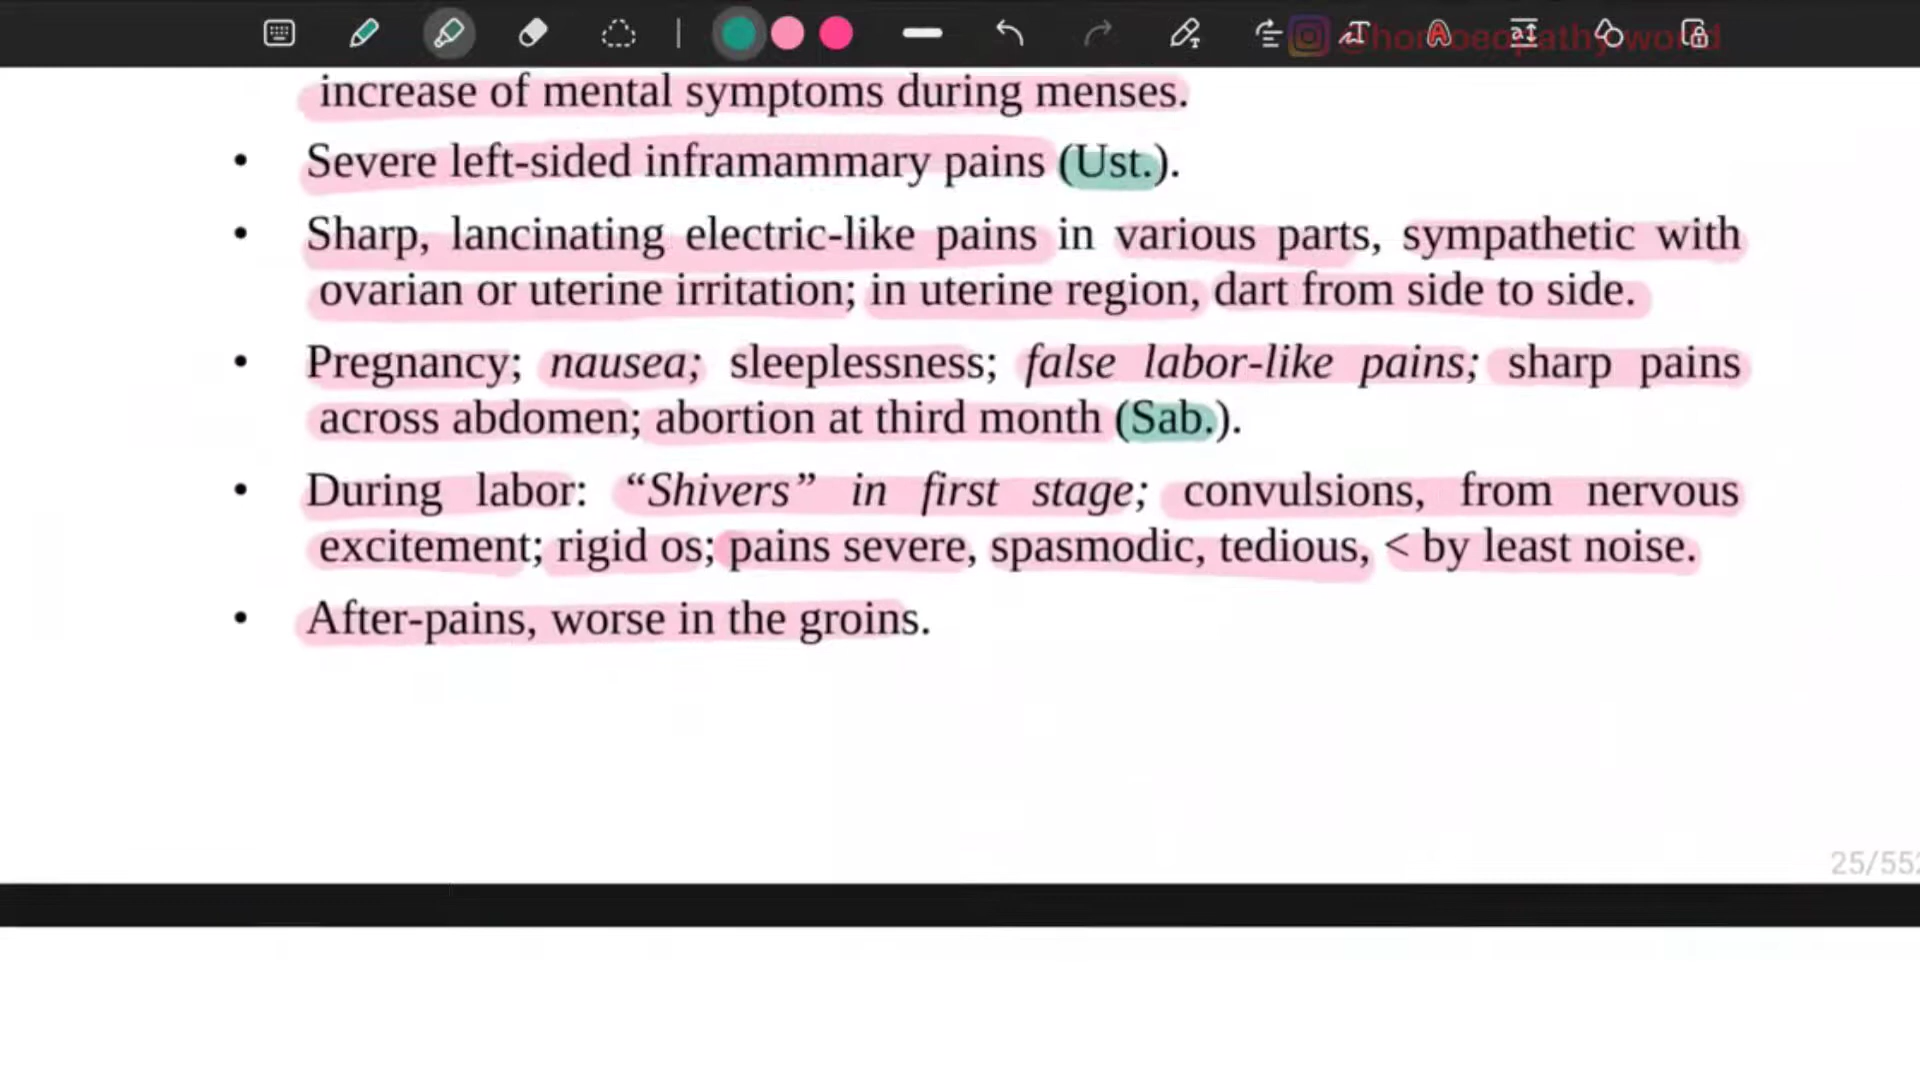 @homoeopathy.world
increase of mental symptoms during menses.
• Severe left-sided inframammary pains (Ust.).
• Sharp, lancinating electric-like pains in various parts, sympathetic with
ovarian or uterine irritation; in uterine region, dart from side to side.
• Pregnancy; nausea; sleeplessness; false labor-like pains; sharp pains
across abdomen; abortion at third month (Sab.).
• During labor: “Shivers” in first stage; convulsions, from nervous
excitement; rigid os; pains severe, spasmodic, tedious, < by least noise.
• After-pains, worse in the groins.
25/552